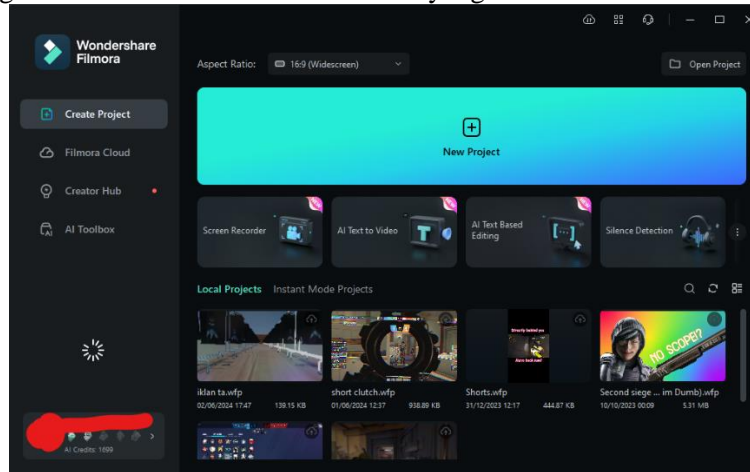 Wondershare
Filmora
Create Project
Filmora Cloud
Creator Hub
AI Toolbox
AI Credits: 1699
Aspect Ratio:
16:9 (Widescreen)
Open Project
New Project
Screen Recorder
AI Text to Video
AI Text Based
Editing
Silence Detection
Local Projects Instant Mode Projects
Directly behind you
NO SCOPE!?
iklan ta.wfp
02/06/2024 17:47 139.15 KB
short clutch.wfp
01/06/2024 12:37 938.89 KB
Shorts.wfp
31/12/2023 12:17 444.87 KB
Second siege ... im Dumb).wfp
10/10/2023 00:09 5.31 MB